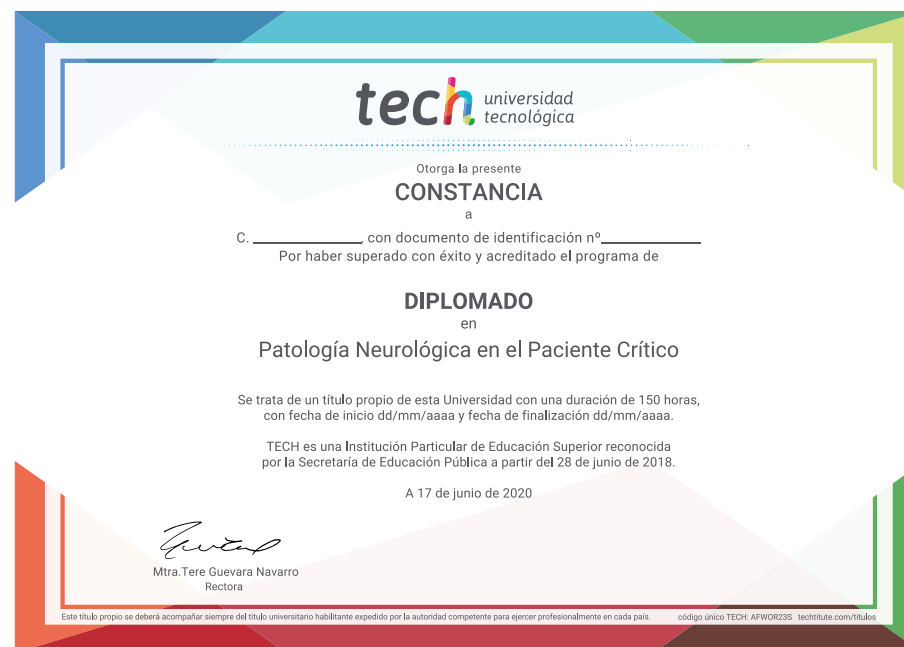 tech universidad
tecnológica
Otorga la presente
CONSTANCIA
a
C. ____________, con documento de identificación nº____________
Por haber superado con éxito y acreditado el programa de
DIPLOMADO
en
Patología Neurológica en el Paciente Crítico
Se trata de un título propio de esta Universidad con una duración de 150 horas,
con fecha de inicio dd/mm/aaaa y fecha de finalización dd/mm/aaaa.
TECH es una Institución Particular de Educación Superior reconocida
por la Secretaría de Educación Pública a partir del 28 de junio de 2018.
A 17 de junio de 2020
Mtra.Tere Guevara Navarro
Rectora
Este título propio se deberá acompañar siempre del título universitario habilitante expedido por la autoridad competente para ejercer profesionalmente en cada país. código único TECH: AFWOR23S techtitute.com/titulos